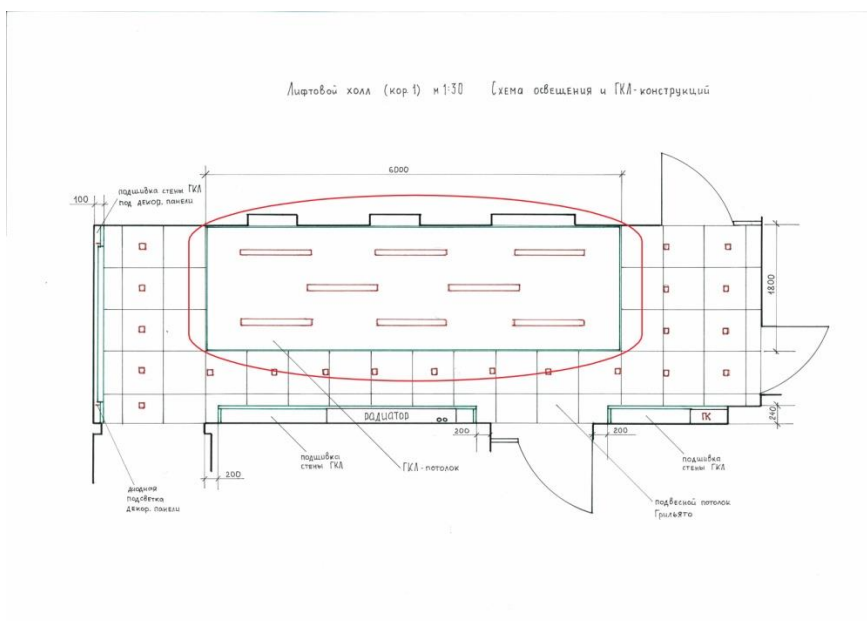 Лифтовой холл (кор.1) м 1:30 Схема освещения и ГКЛ-конструкций
6000
100
подшивка стены ГКЛ
под декор. панели
1800
РАДИАТОР
ПК
240
200
200
200
подшивка
стены ГКЛ
ГКЛ-потолок
подшивка
стены ГКЛ
диодная
подсветка
декор. панели
подвесной потолок
Грильято